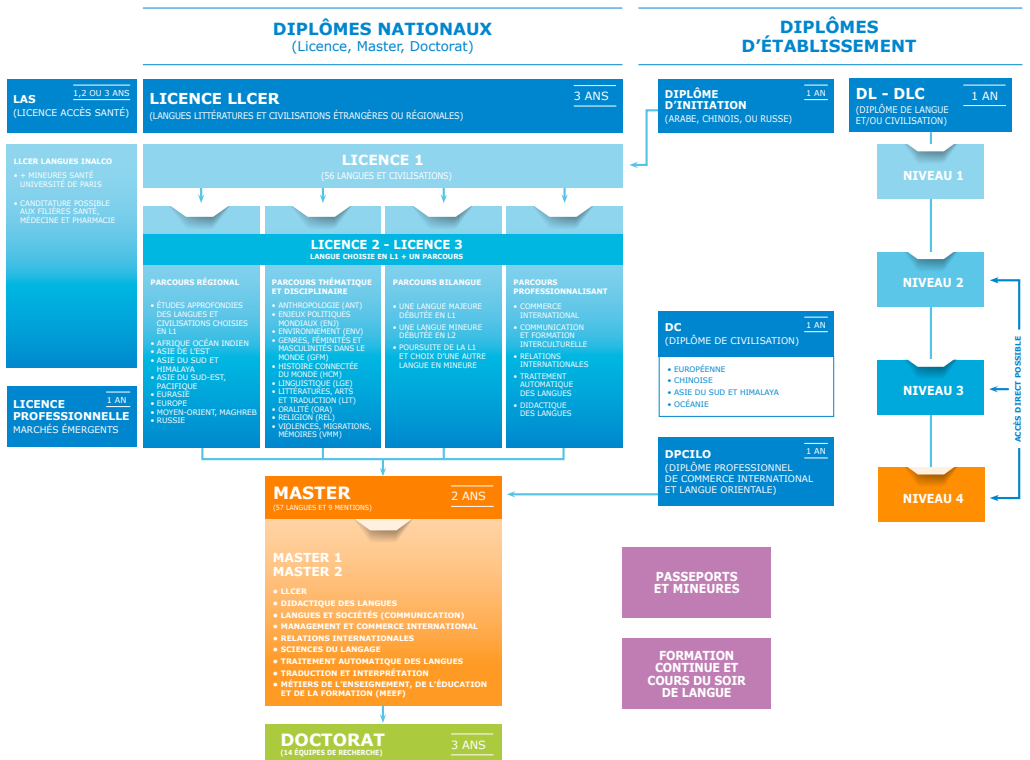 DIPLÔMES NATIONAUX
(Licence, Master, Doctorat)
DIPLÔMES
D'ÉTABLISSEMENT
LAS
1,2 OU 3 ANS
(LICENCE ACCÈS SANTÉ)
LICENCE LLCER
3 ANS
(LANGUES LITTÉRATURES ET CIVILISATIONS ÉTRANGÈRES OU RÉGIONALES)
DIPLÔME
D'INITIATION
1 AN
(ARABE, CHINOIS, OU RUSSE)
DL - DLC
1 AN
(DIPLÔME DE LANGUE
ET/OU CIVILISATION)
LLCER LANGUES INALCO
• + MINEURES SANTÉ
UNIVERSITÉ DE PARIS
• CANDITATURE POSSIBLE
AUX FILIÈRES SANTÉ,
MÉDECINE ET PHARMACIE
LICENCE
PROFESSIONNELLE
1 AN
MARCHÉS ÉMERGENTS
LICENCE 1
(56 LANGUES ET CIVILISATIONS)
LICENCE 2 - LICENCE 3
LANGUE CHOISIE EN L1 + UN PARCOURS
PARCOURS RÉGIONAL
• ÉTUDES APPROFONDIES
DES LANGUES ET
CIVILISATIONS CHOISIES
EN L1
• AFRIQUE OCÉAN INDIEN
• ASIE DE L'EST
• ASIE DU SUD ET
HIMALAYA
• ASIE DU SUD-EST,
PACIFIQUE
• EURASIE
• EUROPE
• MOYEN-ORIENT, MAGHREB
• RUSSIE
PARCOURS THÉMATIQUE
ET DISCIPLINAIRE
• ANTHROPOLOGIE (ANT)
• ENJEUX POLITIQUES
MONDIAUX (ENJ)
• ENVIRONNEMENT (ENV)
• GENRES, FÉMINITÉS ET
MASCULINITÉS DANS LE
MONDE (GFM)
• HISTOIRE CONNECTÉE
DU MONDE (HCM)
• LINGUISTIQUE (LGE)
• LITTÉRATURES, ARTS
ET TRADUCTION (LIT)
• ORALITÉ (ORA)
• RELIGION (REL)
• VIOLENCES, MIGRATIONS,
MÉMOIRES (VMM)
PARCOURS BILANGUE
• UNE LANGUE MAJEURE
DÉBUTÉE EN L1
• UNE LANGUE MINEURE
DÉBUTÉE EN L2
• POURSUITE DE LA L1
ET CHOIX D'UNE AUTRE
LANGUE EN MINEURE
PARCOURS
PROFESSIONNALISANT
• COMMERCE
INTERNATIONAL
• COMMUNICATION
ET FORMATION
INTERCULTURELLE
• RELATIONS
INTERNATIONALES
• TRAITEMENT
AUTOMATIQUE
DES LANGUES
• DIDACTIQUE
DES LANGUES
MASTER
2 ANS
(57 LANGUES ET 9 MENTIONS)
MASTER 1
MASTER 2
• LLCER
• DIDACTIQUE DES LANGUES
• LANGUES ET SOCIÉTÉS (COMMUNICATION)
• MANAGEMENT ET COMMERCE INTERNATIONAL
• RELATIONS INTERNATIONALES
• SCIENCES DU LANGAGE
• TRAITEMENT AUTOMATIQUE DES LANGUES
• TRADUCTION ET INTERPRÉTATION
• MÉTIERS DE L'ENSEIGNEMENT, DE L'ÉDUCATION
ET DE LA FORMATION (MEEF)
DOCTORAT
3 ANS
(14 ÉQUIPES DE RECHERCHE)
DC
1 AN
(DIPLÔME DE CIVILISATION)
• EUROPÉENNE
• CHINOISE
• ASIE DU SUD ET HIMALAYA
• OCÉANIE
DPCILO
1 AN
(DIPLÔME PROFESSIONNEL
DE COMMERCE INTERNATIONAL
ET LANGUE ORIENTALE)
PASSEPORTS
ET MINEURES
FORMATION
CONTINUE ET
COURS DU SOIR
DE LANGUE
NIVEAU 1
NIVEAU 2
NIVEAU 3
NIVEAU 4
ACCÈS DIRECT POSSIBLE